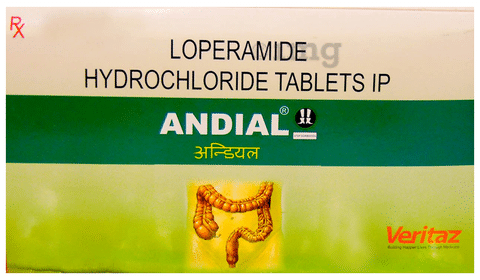 Rx
LOPERAMIDE
HYDROCHLORIDE TABLETS IP
ANDIAL®
अन्डियल
Veritaz